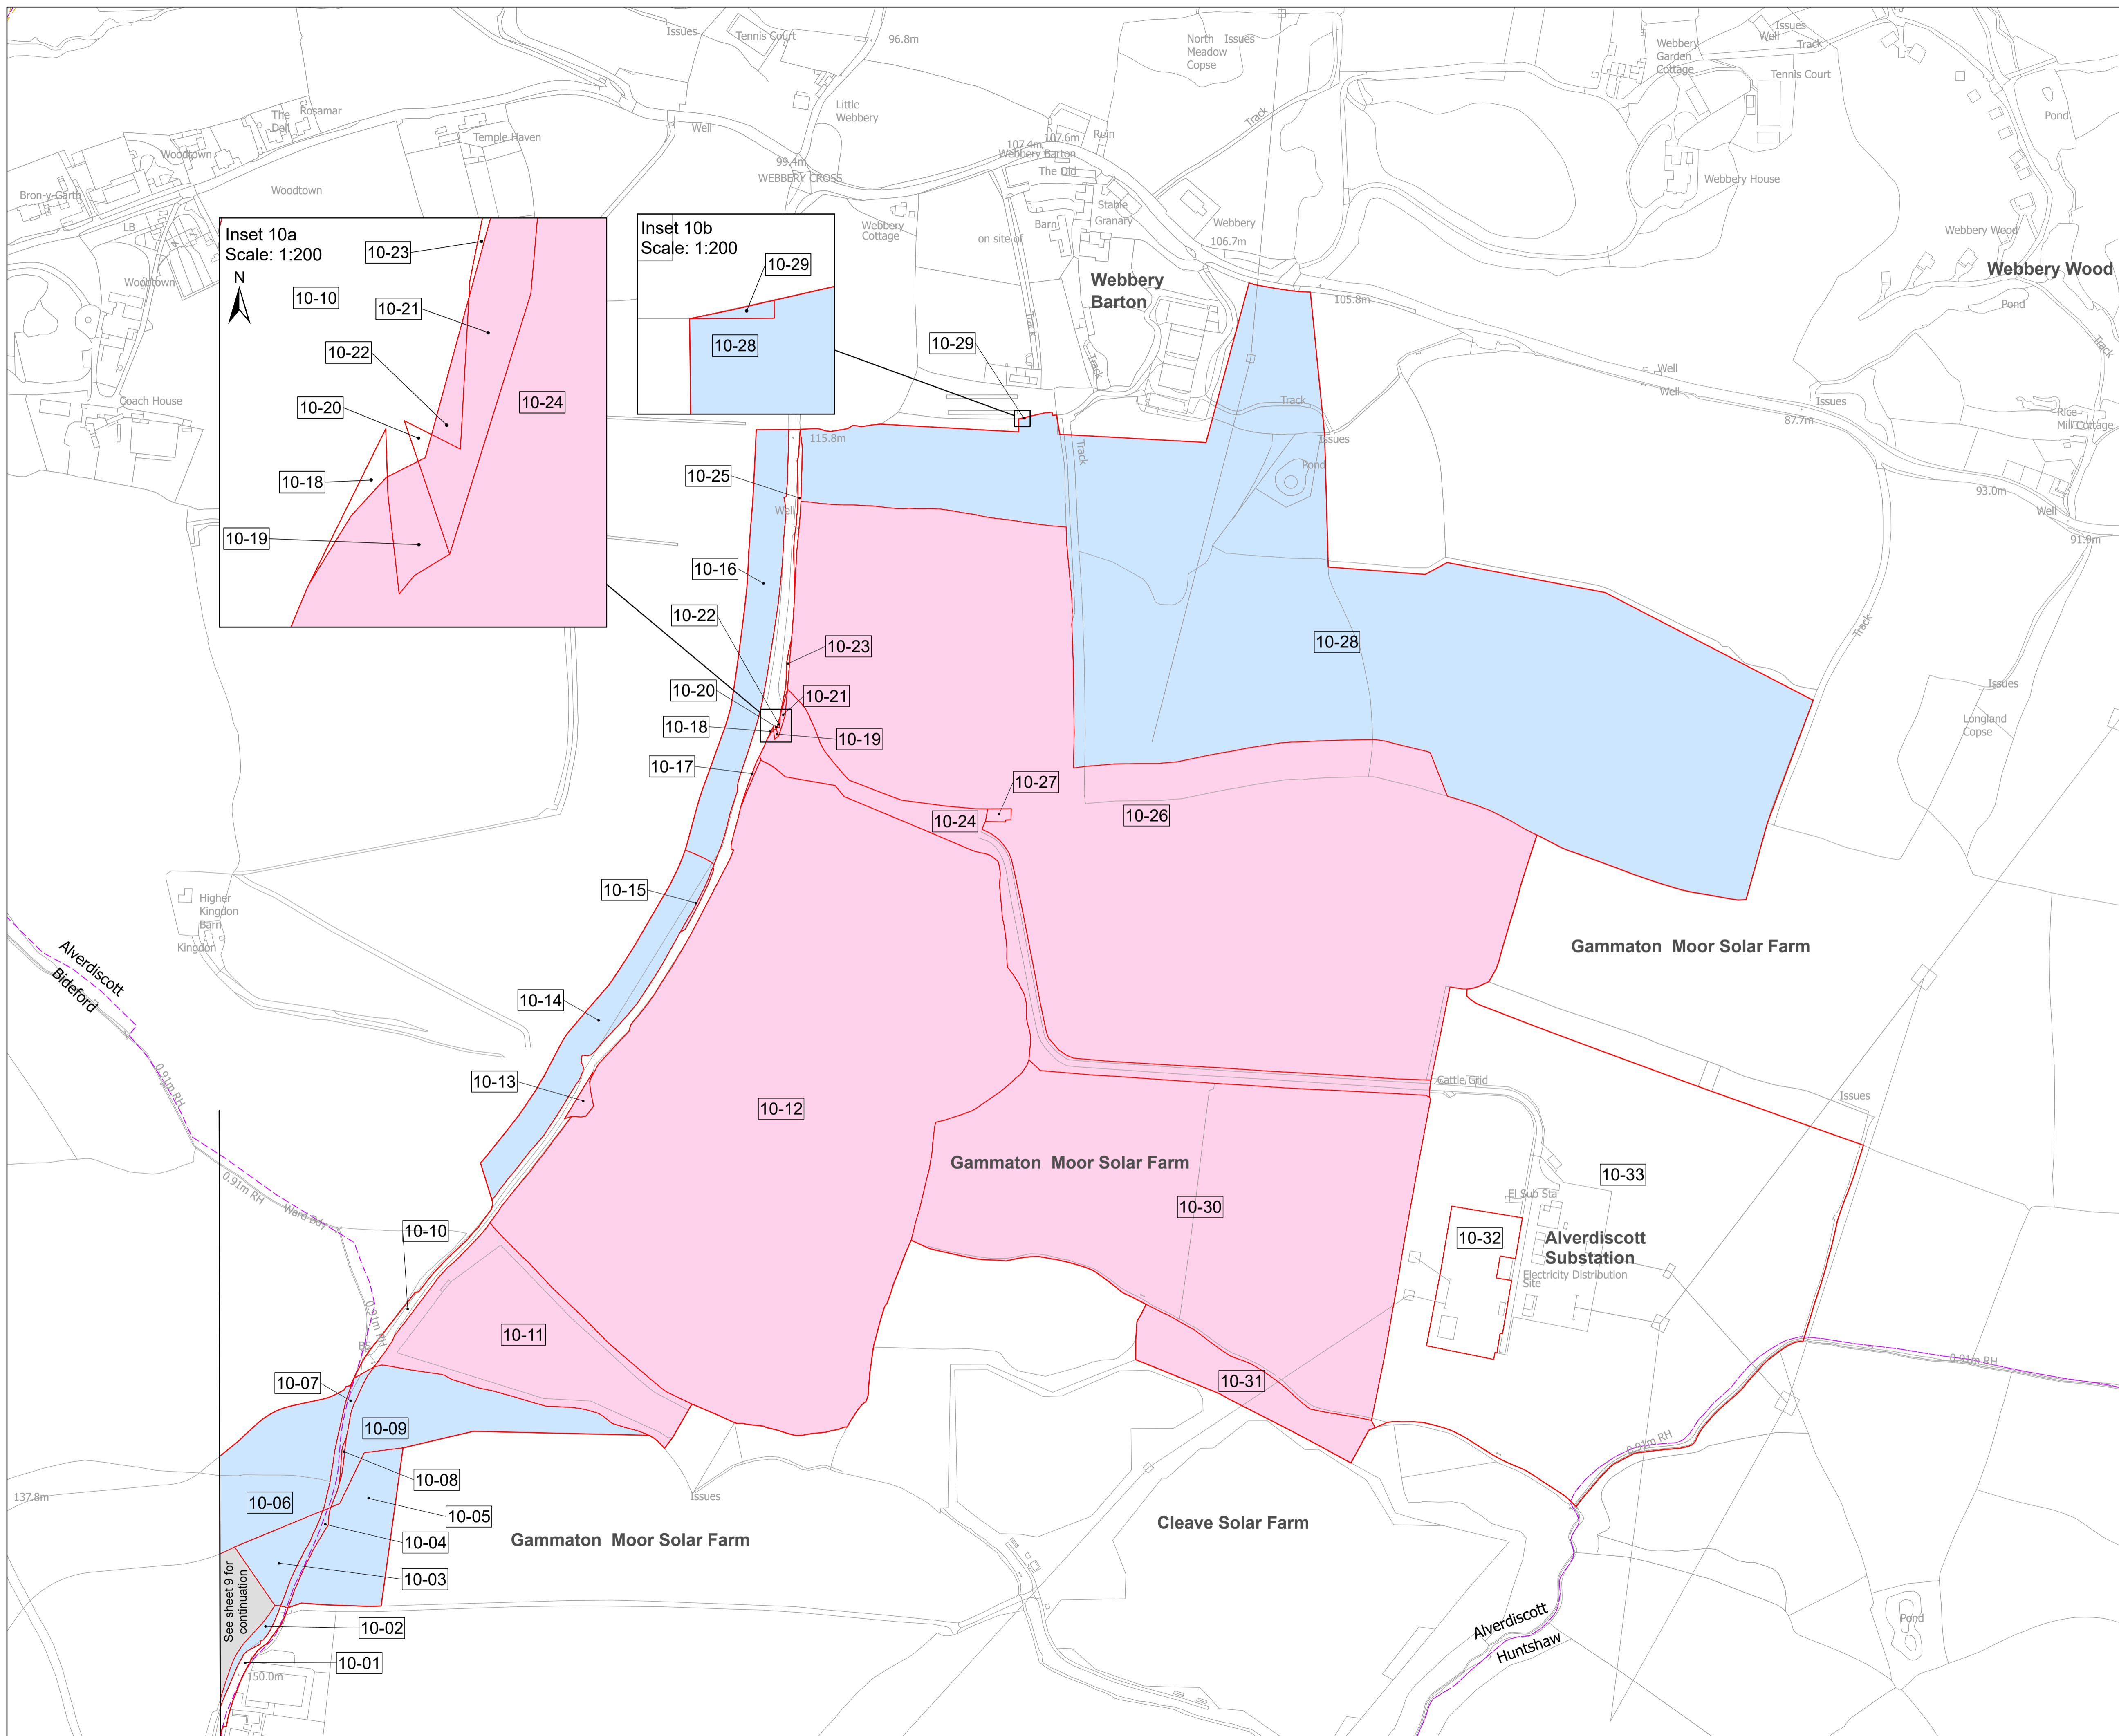 Issues
Tennis Court
96.8m
North
Meadow
Copse
Issues
Webbery
Garden
Cottage
Issues
Well
Track
Tennis Court
The
Dell
Rosamar
Temple Haven
Well
Little
Webbery
Track
Ruin
107.6m
107.4m
Webbery Barton
Pond
Woodtown
99.4m
WEBBERY CROSS
The Old
Webbery House
Bron-y-Garth
Woodtown
Stable
Granary
Barn
Webbery
LB
Webbery
Cottage
on site of
106.7m
Webbery Wood
Webbery Wood
Woodtown
Inset 10a
Scale: 1:200
N
10-10
10-23
10-21
10-22
10-20
10-24
10-18
10-19
Inset 10b
Scale: 1:200
10-29
10-28
Webbery
Barton
105.8m
Pond
Track
Track
Track
10-29
Well
Well
Coach House
Track
Issues
Issues
Rice
Mill Cottage
87.7m
115.8m
Track
Pond
10-25
Well
93.0m
Well
91.9m
10-16
10-22
10-23
10-28
Track
10-20
10-21
Issues
10-18
10-19
Longland
Copse
10-17
10-27
10-24
10-26
10-15
Higher
Kingdon
Barn
Kingdon
Alverdiscott
Bideford
Gammaton Moor Solar Farm
10-14
0.91m RH
10-13
Cattle Grid
10-12
Issues
Gammaton Moor Solar Farm
10-33
0.91m RH
Ward Bdy
El Sub Sta
10-30
10-10
10-32
Alverdiscott
Substation
Electricity Distribution
Site
0.91m RH
BS
10-11
0.91m RH
10-07
10-31
10-09
0.91m RH
10-08
137.8m
10-06
Issues
10-05
Cleave Solar Farm
10-04
Gammaton Moor Solar Farm
10-03
See sheet 9 for
continuation
10-02
Alverdiscott
Huntshaw
Pond
10-01
150.0m